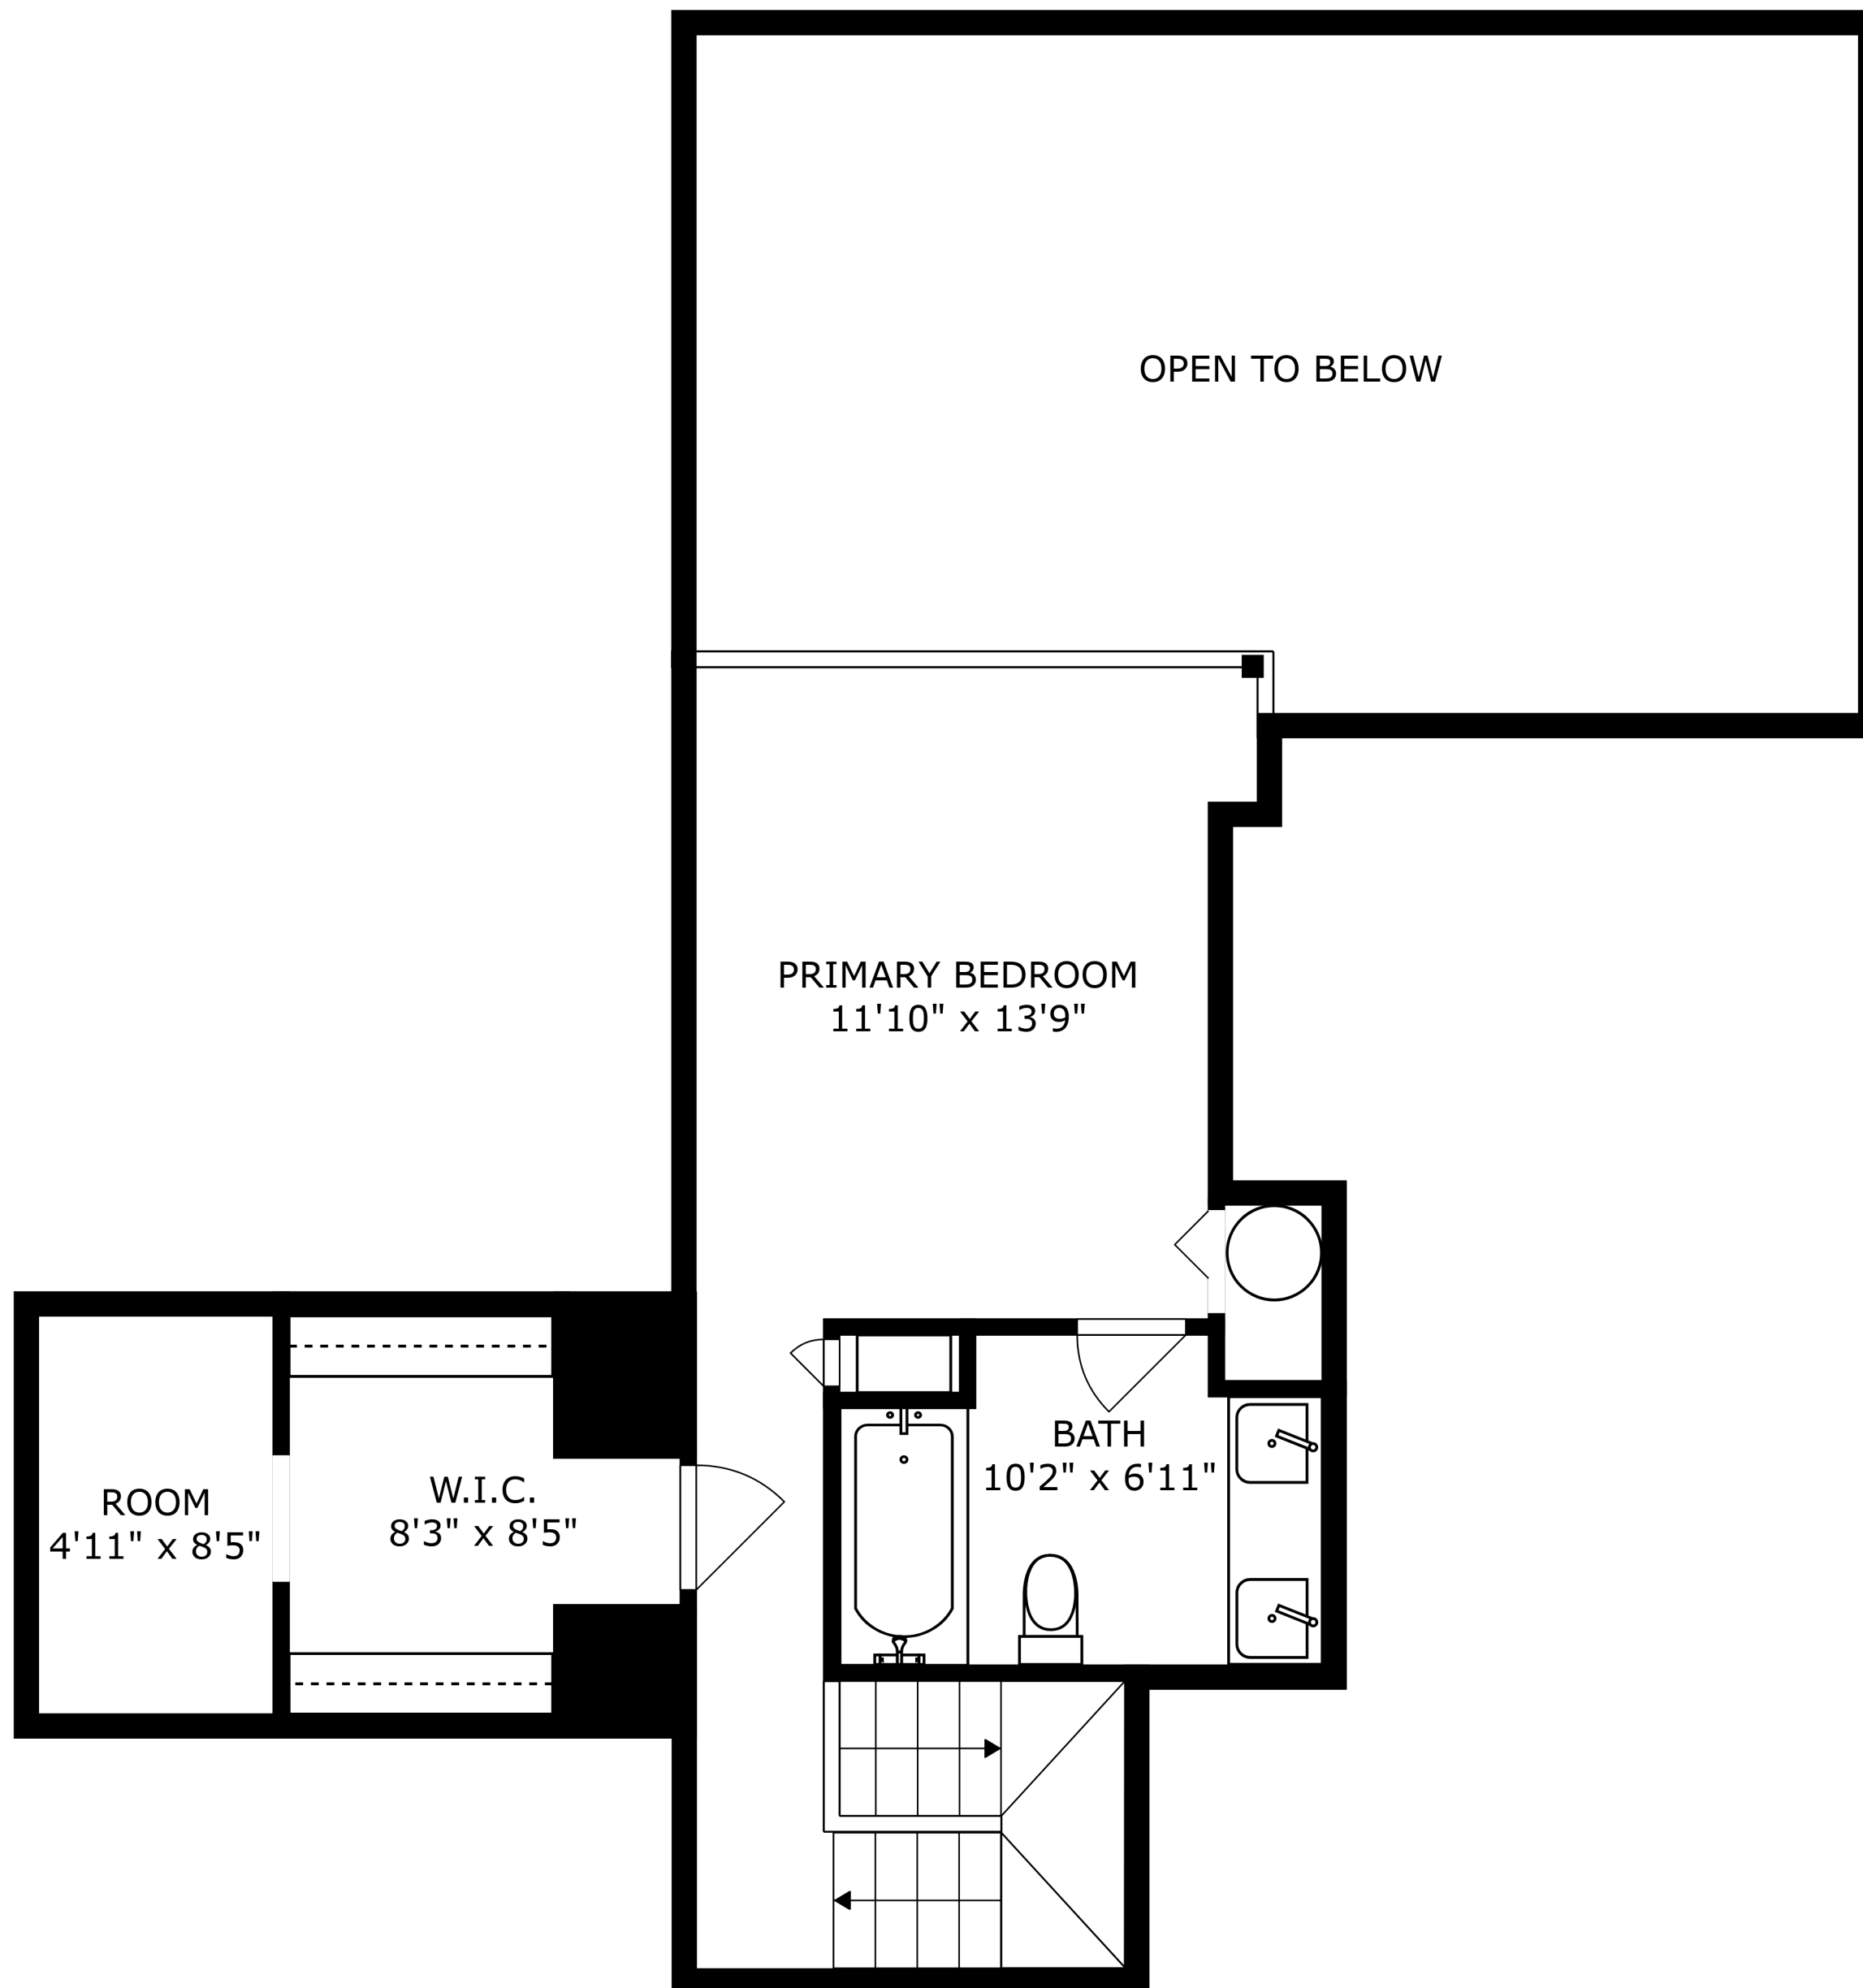 OPEN TO BELOW
PRIMARY BEDROOM
11'10" x 13'9"
BATH
10'2" x 6'11"
W.I.C.
8'3" x 8'5"
ROOM
4'11" x 8'5"